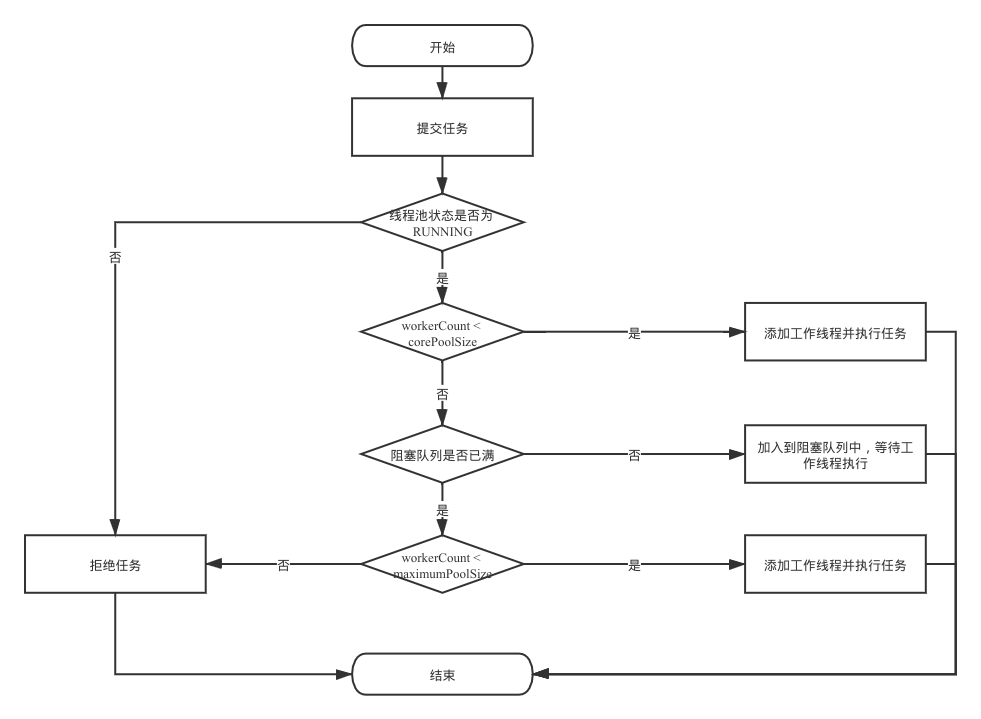 开始
提交任务
线程池状态是否为
RUNNING
否
是
workerCount <
corePoolSize
是
添加工作线程并执行任务
否
阻塞队列是否已满
否
加入到阻塞队列中，等待工
作线程执行
是
拒绝任务
否
workerCount <
maximumPoolSize
是
添加工作线程并执行任务
结束